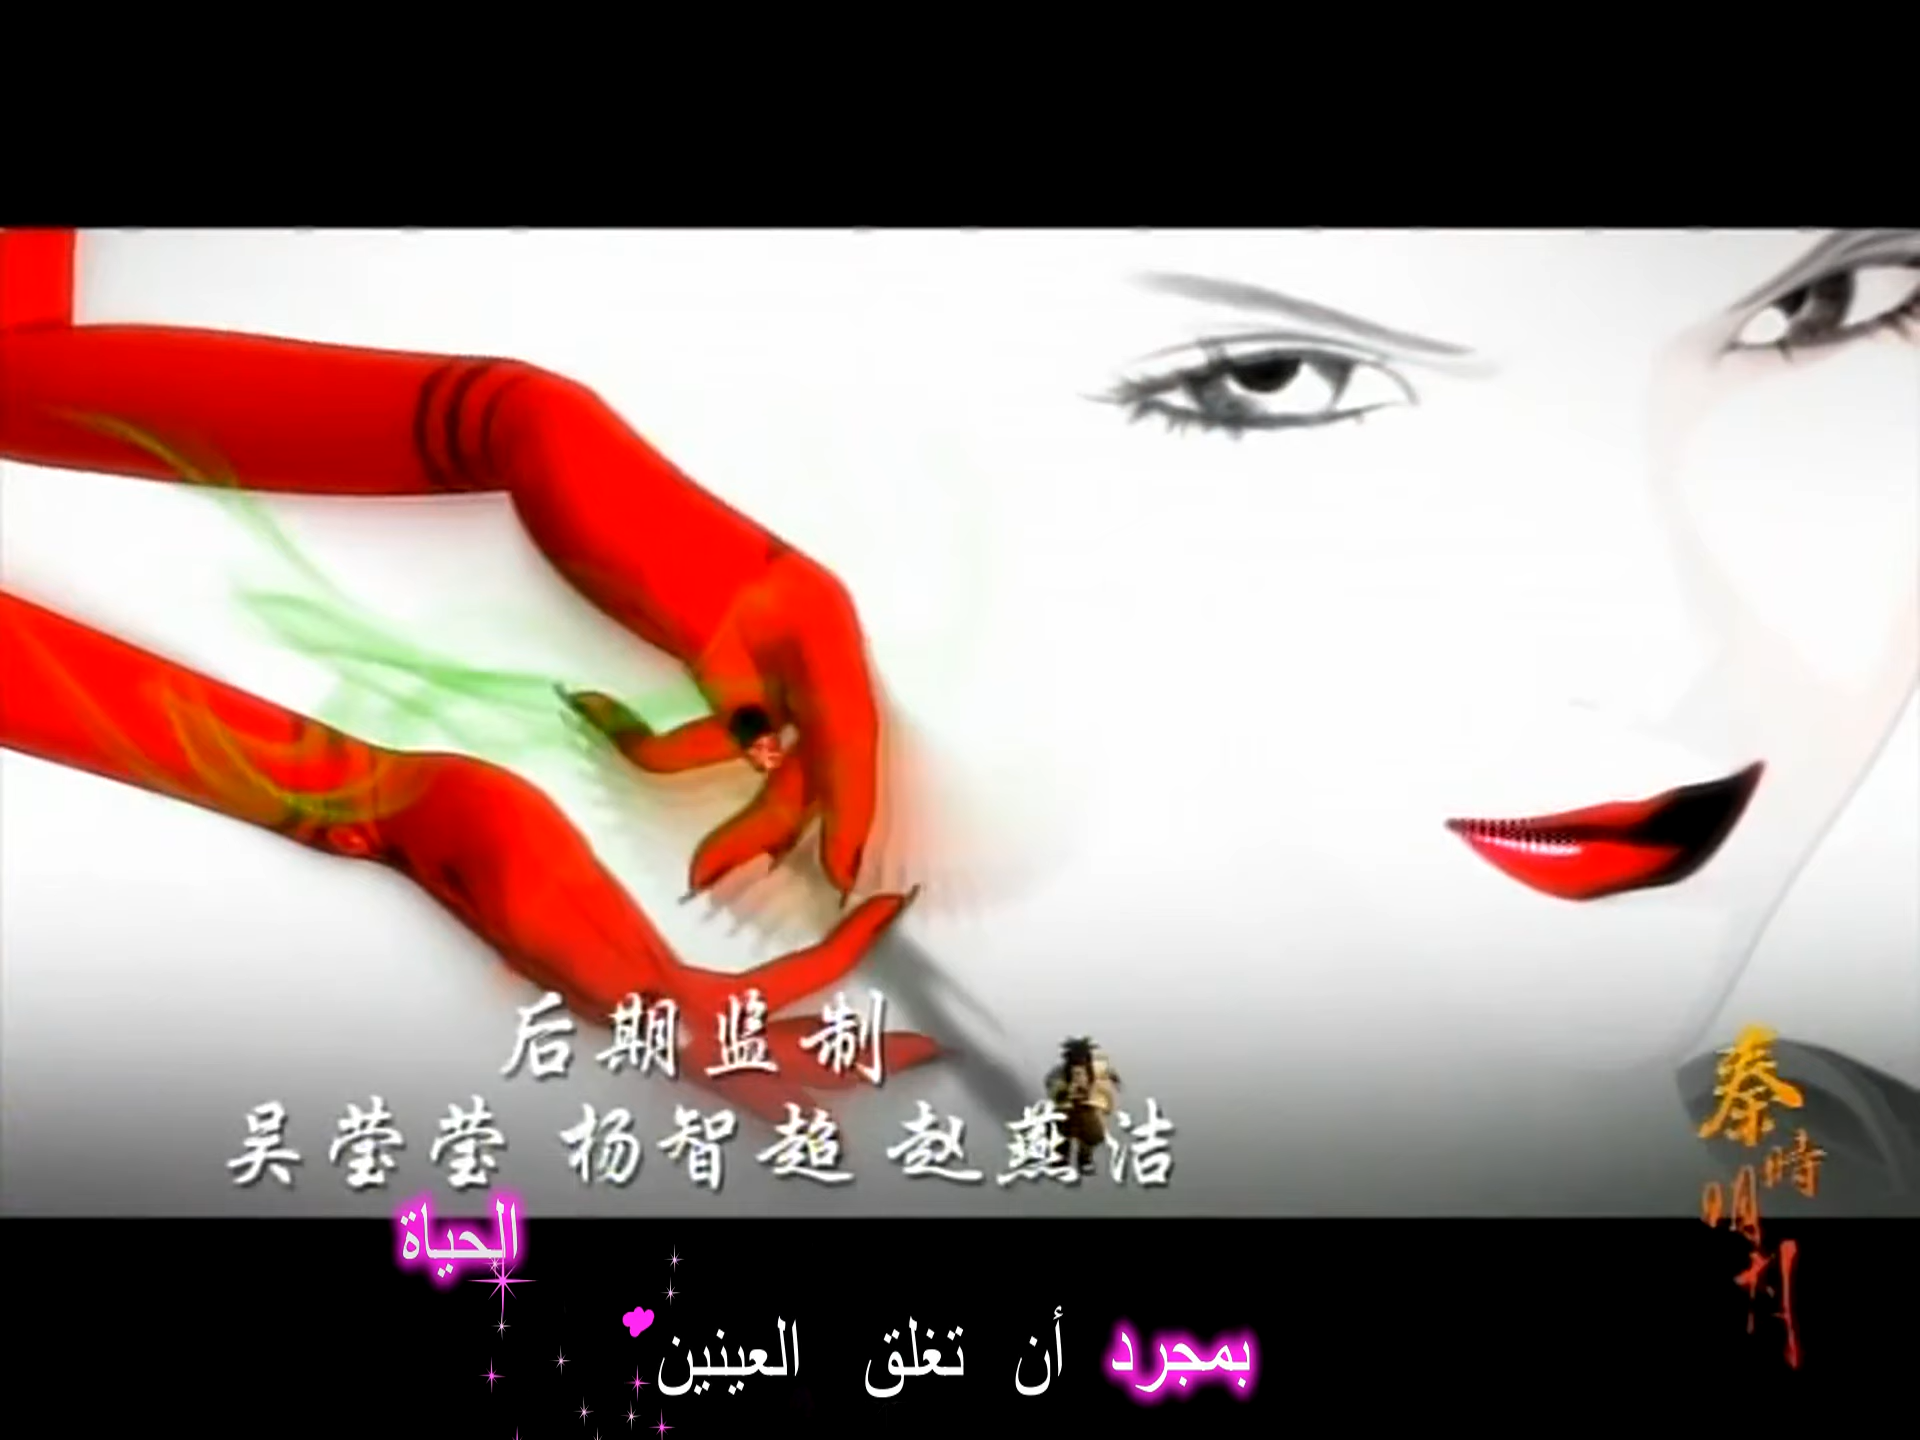 后期监制
吴莹莹 杨智超 赵燕洁
秦時明月
الحياة
بمجرد أن تغلق العينين